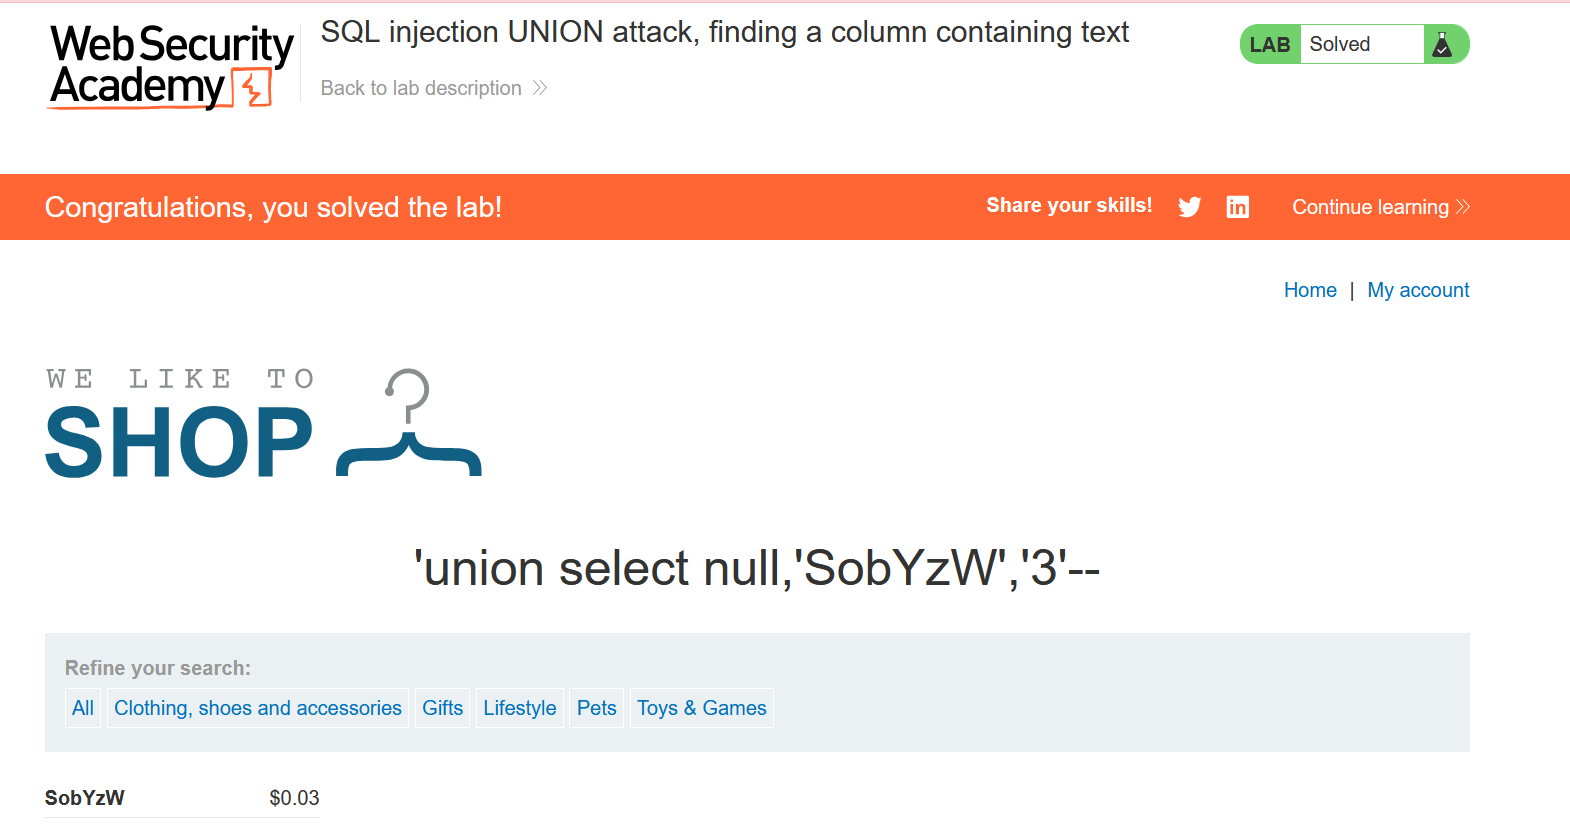 Web Security
Academy
SQL injection UNION attack, finding a column containing text
Back to lab description
LAB Solved
Congratulations, you solved the lab!
Share your skills!
in
Continue learning
Home | My account
WE LIKE TO
SHOP
'union select null,'SobYzW','3'--
Refine your search:
All Clothing, shoes and accessories Gifts Lifestyle Pets Toys & Games
SobYzW $0.03